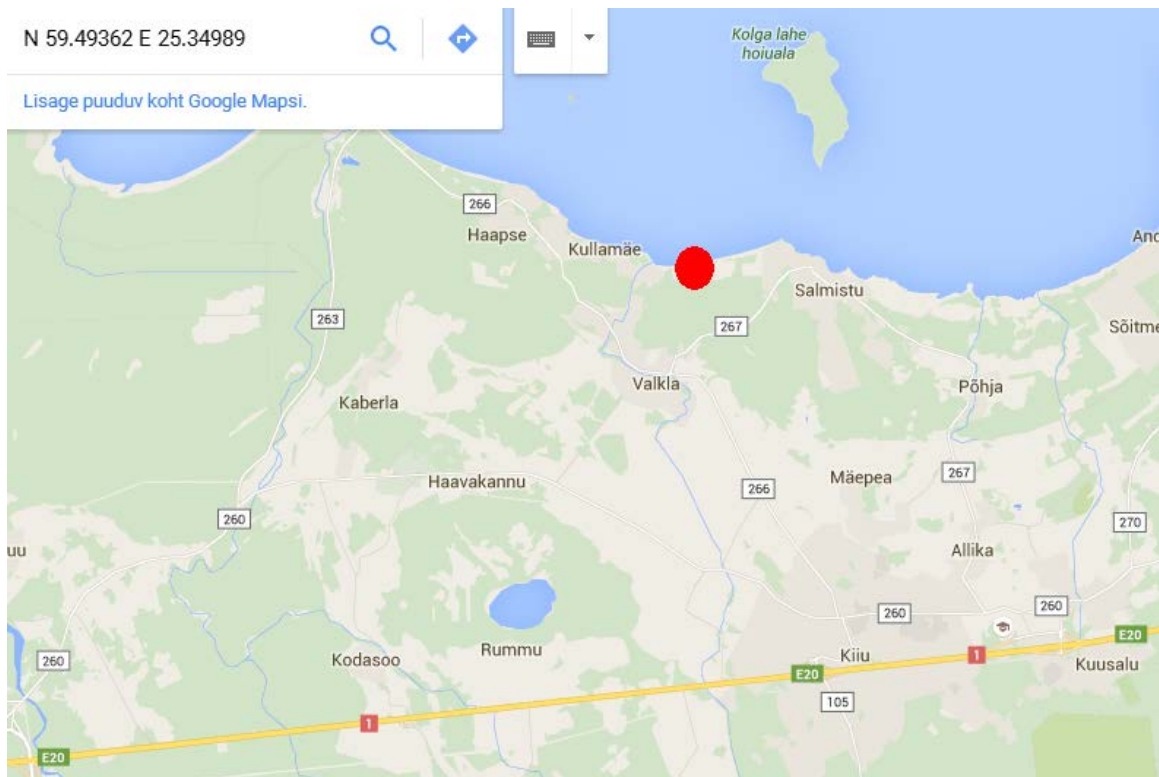 N 59.49362 E 25.34989
Lisage puuduv koht Google Mapsi.
Kolga lahe
hoiuala
266
Haapse
Kullamäe
And
Salmistu
263
267
Sõitme
Valkla
Põhja
Kaberla
Haavakannu
266
Mäepea
267
260
270
uu
Allika
260
260
E20
Rummu
Kodasoo
260
Kiiu
1
Kuusalu
E20
105
1
E20